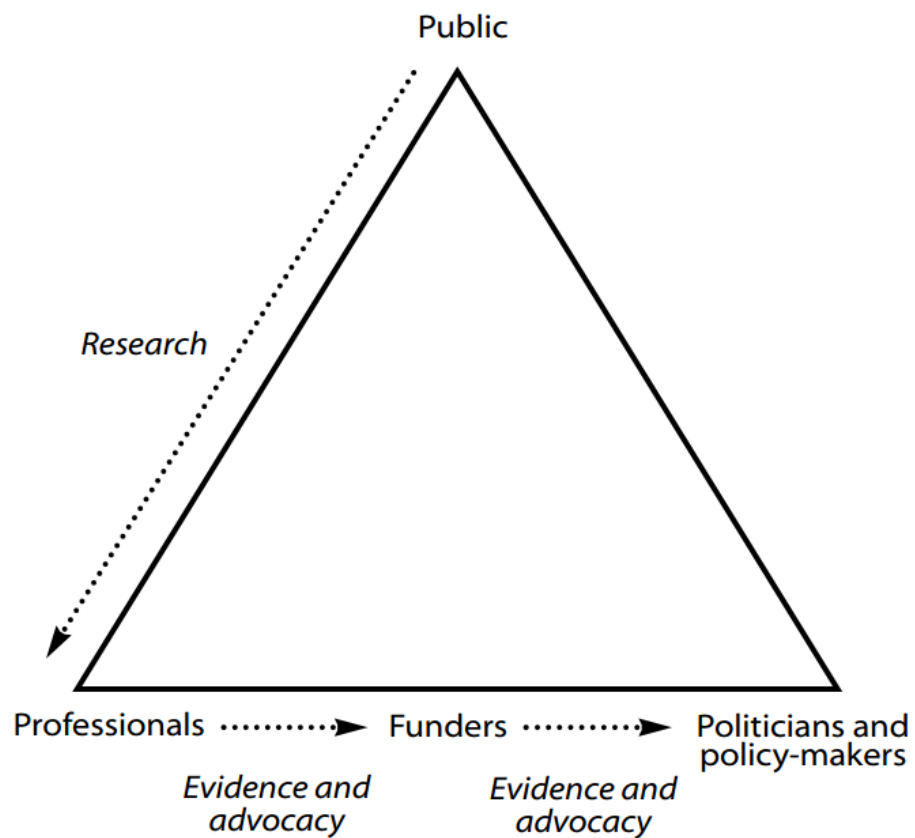 Public
Research
Professionals
Funders
Politicians and
policy-makers
Evidence and
advocacy
Evidence and
advocacy